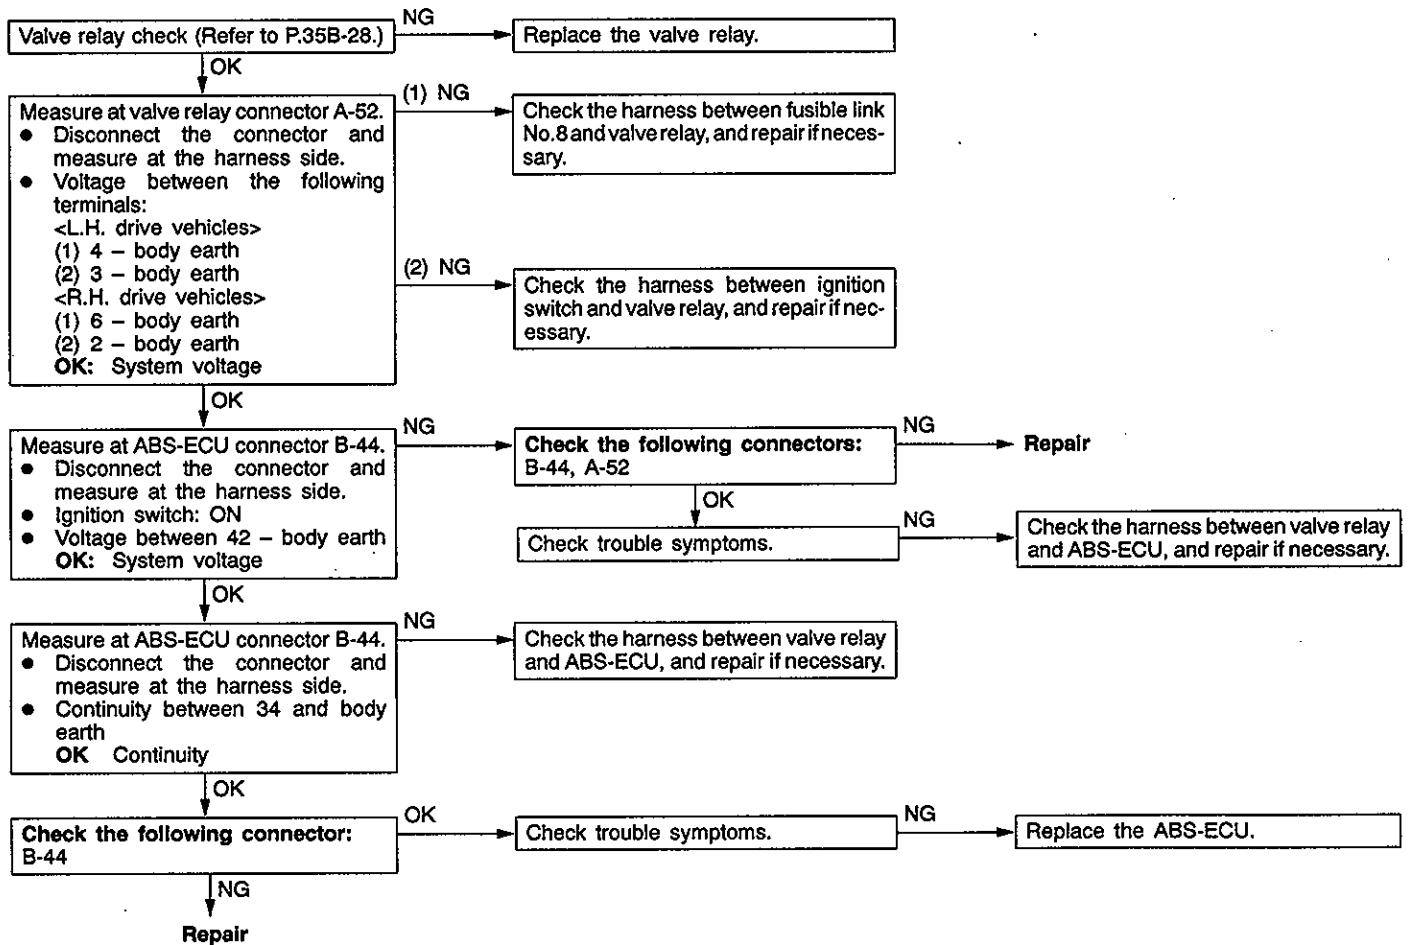 Valve relay check (Refer to P.35B-28.)
NG
Replace the valve relay.
OK
Measure at valve relay connector A-52.
● Disconnect the connector and
measure at the harness side.
● Voltage between the following
terminals:
<L.H. drive vehicles>
(1) 4 – body earth
(2) 3 – body earth
<R.H. drive vehicles>
(1) 6 – body earth
(2) 2 – body earth
OK: System voltage
(1) NG
Check the harness between fusible link
No.8 and valve relay, and repair if neces-
sary.
(2) NG
Check the harness between ignition
switch and valve relay, and repair if nec-
essary.
OK
Measure at ABS-ECU connector B-44.
● Disconnect the connector and
measure at the harness side.
● Ignition switch: ON
● Voltage between 42 – body earth
OK: System voltage
NG
Check the following connectors:
B-44, A-52
NG
Repair
OK
Check trouble symptoms.
NG
Check the harness between valve relay
and ABS-ECU, and repair if necessary.
OK
Measure at ABS-ECU connector B-44.
● Disconnect the connector and
measure at the harness side.
● Continuity between 34 and body
earth
OK Continuity
NG
Check the harness between valve relay
and ABS-ECU, and repair if necessary.
OK
Check the following connector:
B-44
OK
Check trouble symptoms.
NG
Replace the ABS-ECU.
NG
Repair